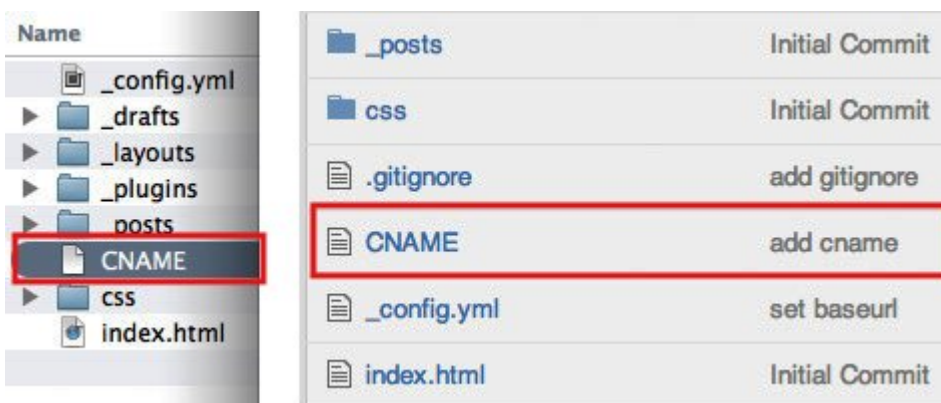 Name
_config.yml
_drafts
_layouts
_plugins
_posts
CNAME
css
index.html
_posts Initial Commit
css Initial Commit
.gitignore add gitignore
CNAME add cname
_config.yml set baseurl
index.html Initial Commit